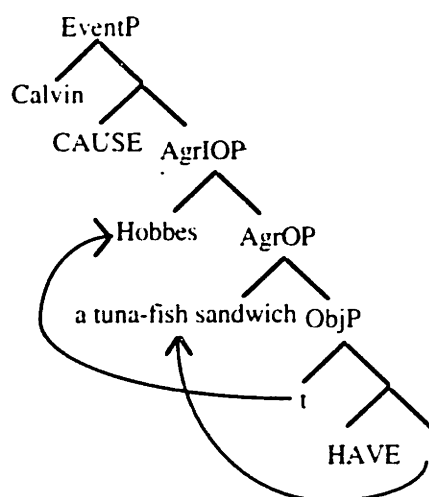 EventP
Calvin
CAUSE AgrIOP
Hobbes AgrOP
a tuna-fish sandwich ObjP
t
HAVE